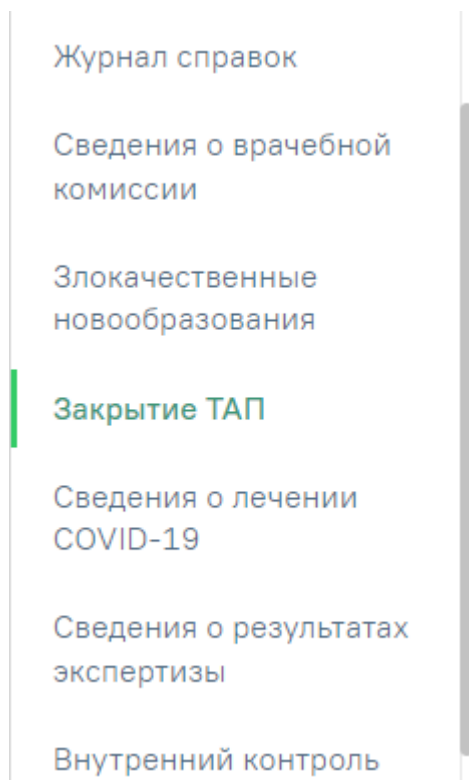 Журнал справок
Сведения о врачебной
комиссии
Злокачественные
новообразования
Закрытие ТАП
Сведения о лечении
COVID-19
Сведения о результатах
экспертизы
Внутренний контроль